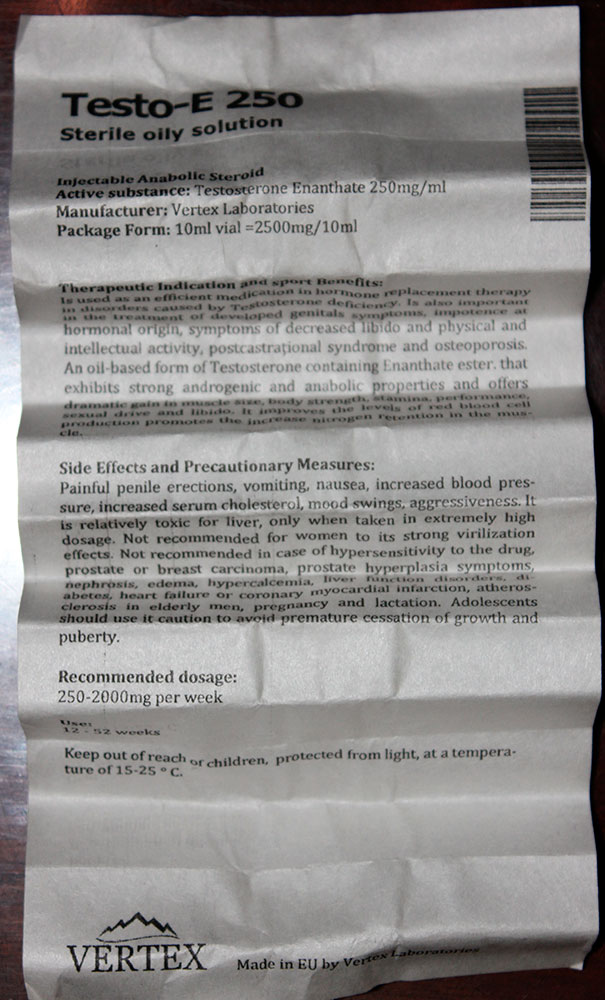 Testo-E 250
Sterile oily solution
Injectable Anabolic Steroid
Active substance: Testosterone Enanthate 250mg/ml
Manufacturer: Vertex Laboratories
Package Form: 10ml vial =2500mg/10ml
Therapeutic Indication and sport Benefits:
Is used as an efficient medication in hormone replacement therapy
in disorders caused by Testosterone deficiency. Is also important
in the treatment of developed genitals symptoms, impotence at
hormonal origin, symptoms of decreased libido and physical and
intellectual activity, postcastrational syndrome and osteoporosis.
An oil-based form of Testosterone containing Enanthate ester. that
exhibits strong androgenic and anabolic properties and offers
dramatic gain in muscle size, body strength, stamina, performance,
sexual drive and libido. It improves the levels of red blood cell
production promotes the increase nitrogen retention in the mus-
cle.
Side Effects and Precautionary Measures:
Painful penile erections, vomiting, nausea, increased blood pres-
sure, increased serum cholesterol, mood swings, aggressiveness. It
is relatively toxic for liver, only when taken in extremely high
dosage. Not recommended for women to its strong virilization
effects. Not recommended in case of hypersensitivity to the drug,
prostate or breast carcinoma, prostate hyperplasia symptoms,
nephrosis, edema, hypercalcemia, liver function disorders, di-
abetes, heart failure or coronary myocardial infarction, atheros-
clerosis in elderly men, pregnancy and lactation. Adolescents
should use it caution to avoid premature cessation of growth and
puberty.
Recommended dosage:
250-2000mg per week
Use:
12 - 52 weeks
Keep out of reach of children, protected from light, at a tempera-
ture of 15-25 ° C.
VERTEX
Made in EU by Vertex Laboratories